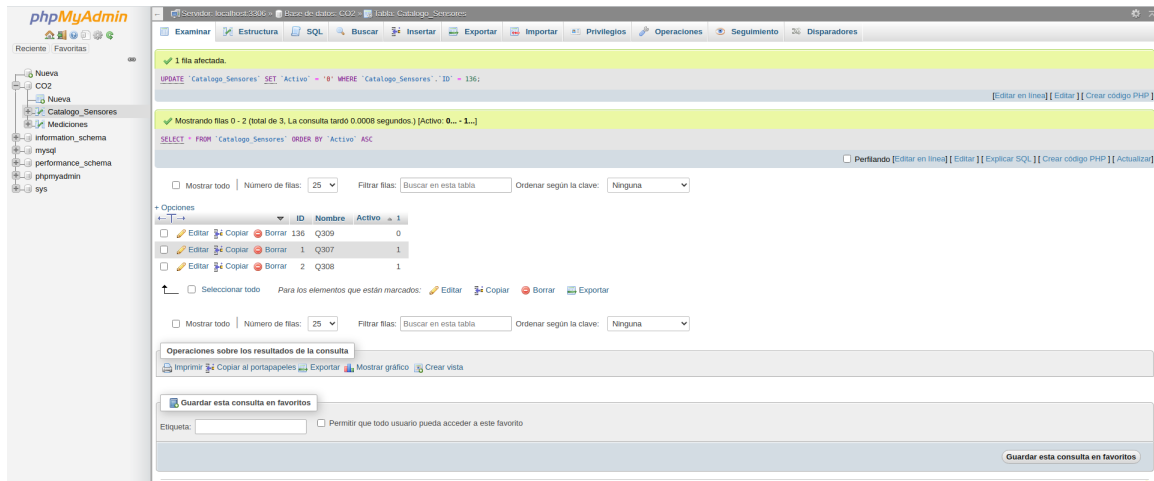 phpMyAdmin
Reciente Favoritas
Nueva
CO2
Nueva
Catalogo_Sensores
Mediciones
information_schema
mysql
performance_schema
phpmyadmin
sys
Servidor: localhost:3306 » Base de datos: CO2 » Tabla: Catalogo_Sensores
Examinar Estructura SQL Buscar Insertar Exportar Importar Privilegios Operaciones Seguimiento Disparadores
1 fila afectada.
UPDATE `Catalogo_Sensores` SET `Activo` = '0' WHERE `Catalogo_Sensores`.`ID` = 136;
[Editar en línea] [ Editar ] [ Crear código PHP ]
Mostrando filas 0 - 2 (total de 3, La consulta tardó 0.0008 segundos.) [Activo: 0... - 1...]
SELECT * FROM `Catalogo_Sensores` ORDER BY `Activo` ASC
Perfilando [Editar en línea] [ Editar ] [ Explicar SQL ] [ Crear código PHP ] [ Actualizar]
Mostrar todo Número de filas: 25 Filtrar filas: Buscar en esta tabla Ordenar según la clave: Ninguna
+ Opciones
←T→ ID Nombre Activo 1
Editar Copiar Borrar 136 Q309 0
Editar Copiar Borrar 1 Q307 1
Editar Copiar Borrar 2 Q308 1
Seleccionar todo Para los elementos que están marcados: Editar Copiar Borrar Exportar
Mostrar todo Número de filas: 25 Filtrar filas: Buscar en esta tabla Ordenar según la clave: Ninguna
Operaciones sobre los resultados de la consulta
Imprimir Copiar al portapapeles Exportar Mostrar gráfico Crear vista
Guardar esta consulta en favoritos
Etiqueta: Permitir que todo usuario pueda acceder a este favorito
Guardar esta consulta en favoritos